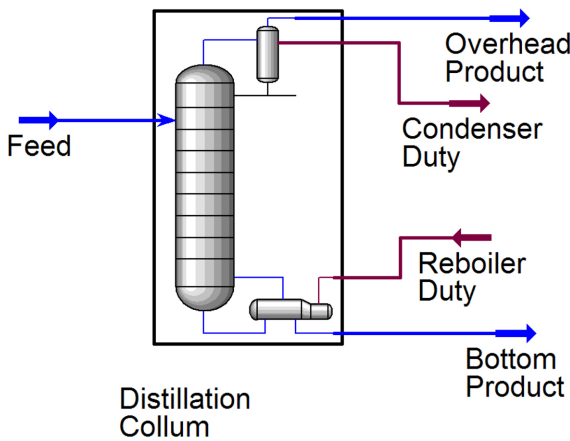 Overhead
Product
Condenser
Duty
Feed
Reboiler
Duty
Bottom
Product
Distillation
Collum